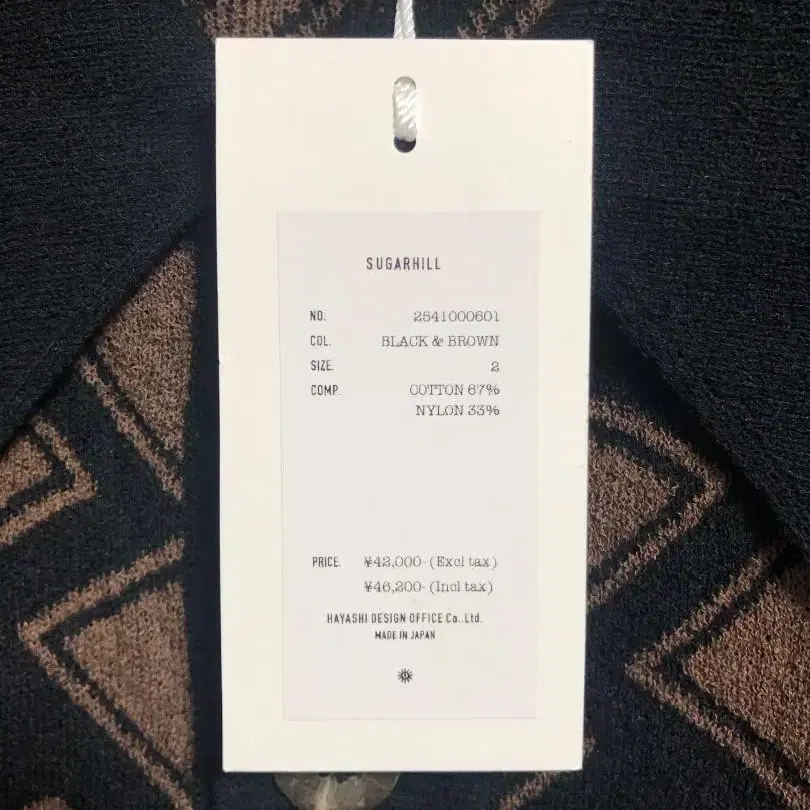 SUGARHILL
NO. 2541000601
COL. BLACK & BROWN
SIZE. 2
COMP. COTTON 67%
NYLON 33%
PRICE. ¥42,000- (Excl tax)
¥46,200- (Incl tax)
HAYASHI DESIGN OFFICE Co., Ltd.
MADE IN JAPAN